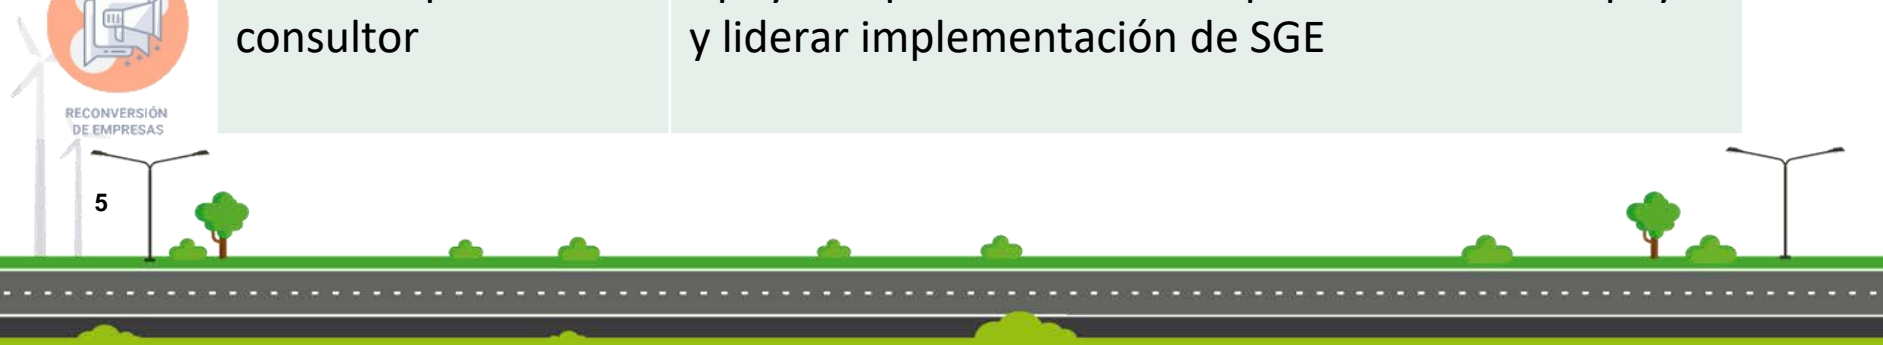 consultor
y liderar implementación de SGE
RECONVERSIÓN
DE EMPRESAS
5